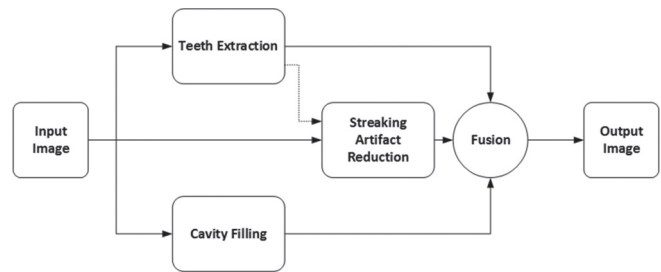 Teeth Extraction
Input
Image
Streaking
Artifact
Reduction
Fusion
Output
Image
Cavity Filling